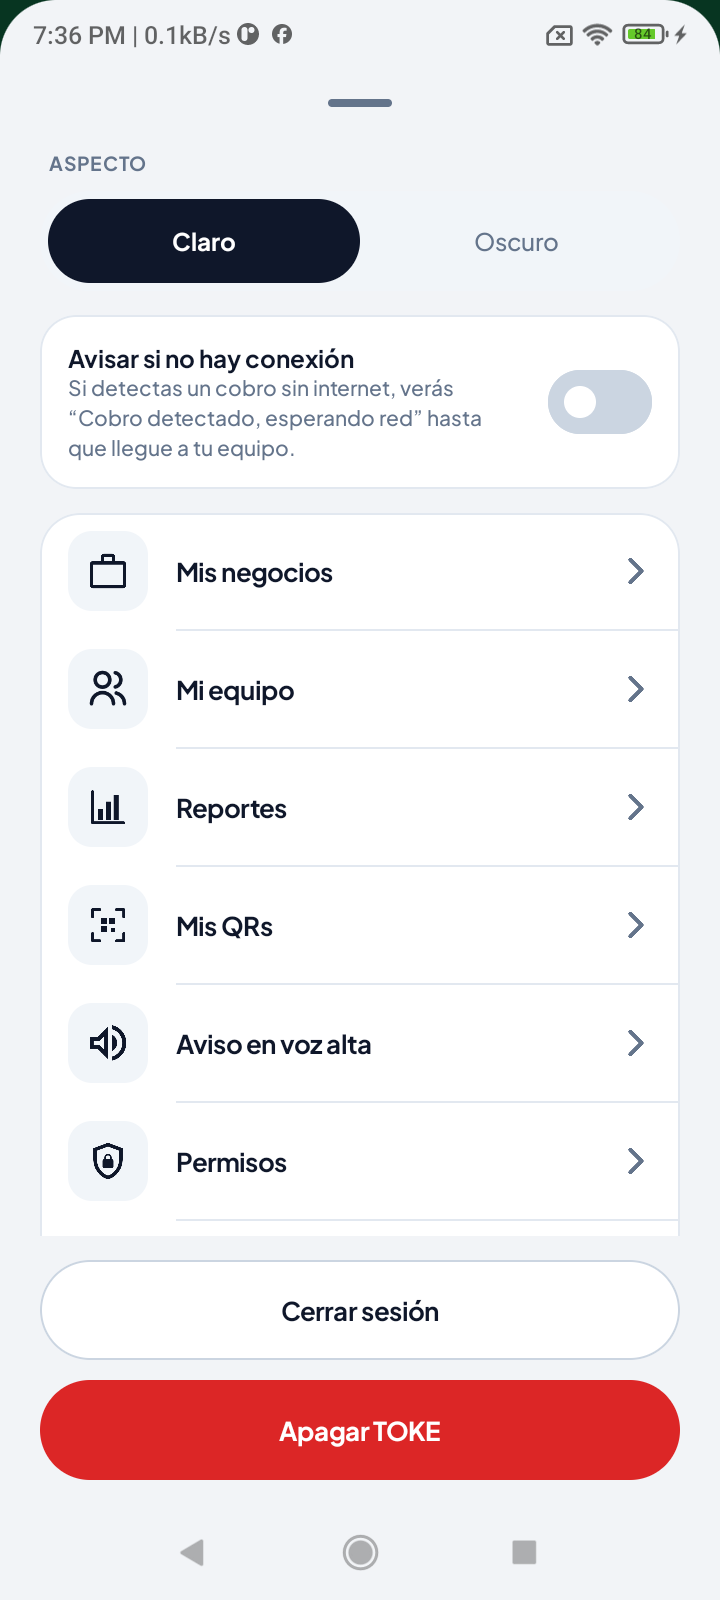 7:36 PM | 0.1kB/s
84
ASPECTO
Claro
Oscuro
Avisar si no hay conexión
Si detectas un cobro sin internet, verás
“Cobro detectado, esperando red” hasta
que llegue a tu equipo.
Mis negocios
Mi equipo
Reportes
Mis QRs
Aviso en voz alta
Permisos
Cerrar sesión
Apagar TOKE